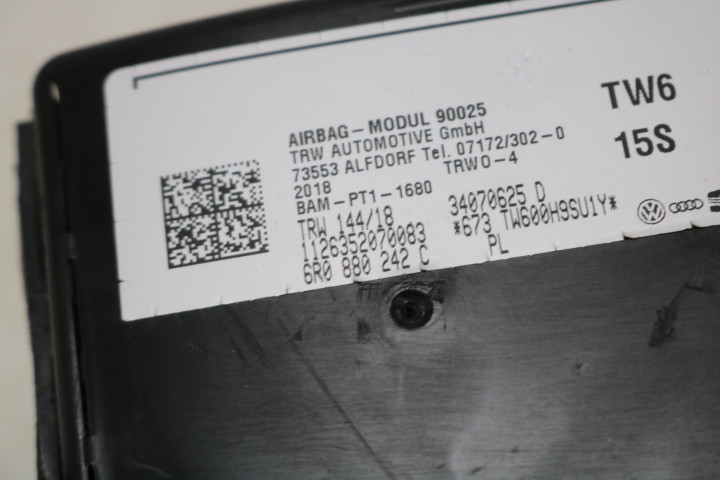 AIRBAG-MODUL 90025
TRW AUTOMOTIVE GmbH
73553 ALFDORF Tel. 07172/302-0
2018 TRWO-4
BAM-PT1-1680
TRW 144/18 34070625 D
1126352070083 *673 TW600H9SU1Y*
6R0 880 242 C PL
TW6
15S